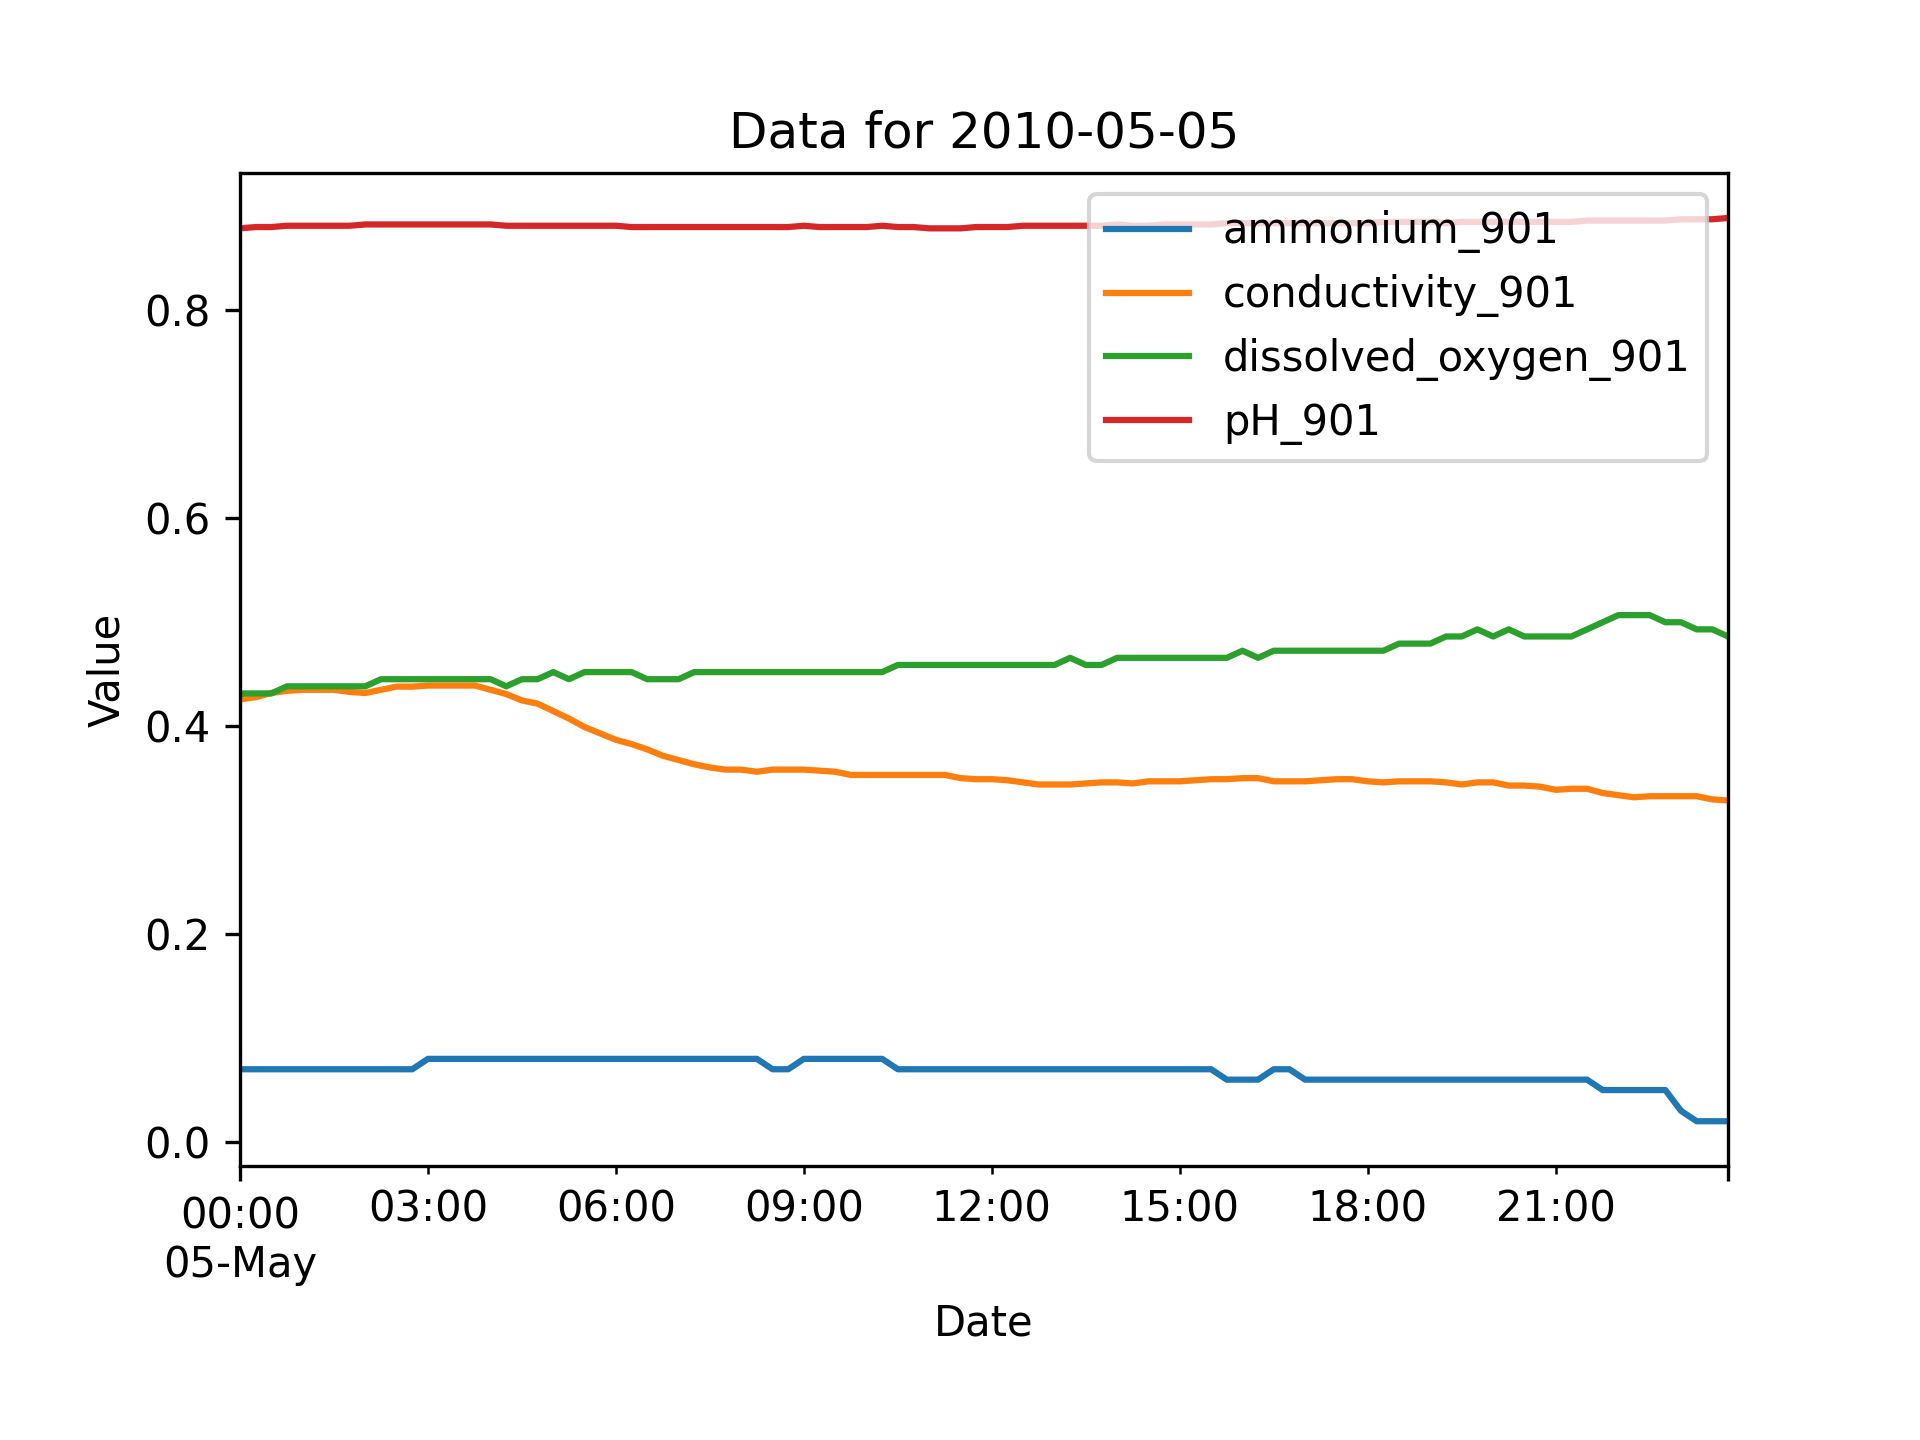 Data for 2010-05-05
ammonium_901
conductivity_901
dissolved_oxygen_901
pH_901
Value
0.8
0.6
0.4
0.2
0.0
00:00 03:00 06:00 09:00 12:00 15:00 18:00 21:00
05-May
Date